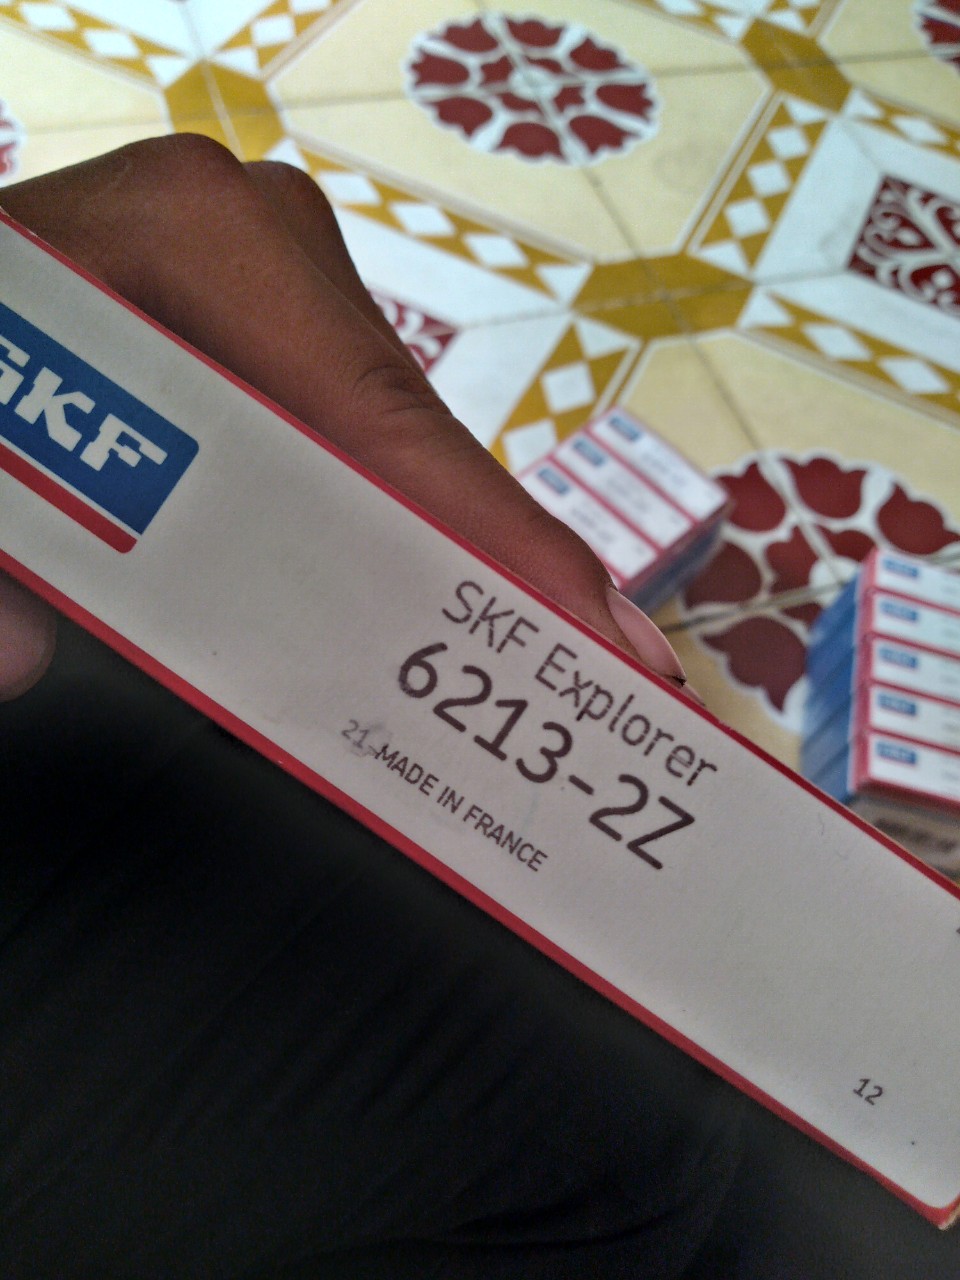 SKF
SKF Explorer
6213-2Z
21 MADE IN FRANCE
12